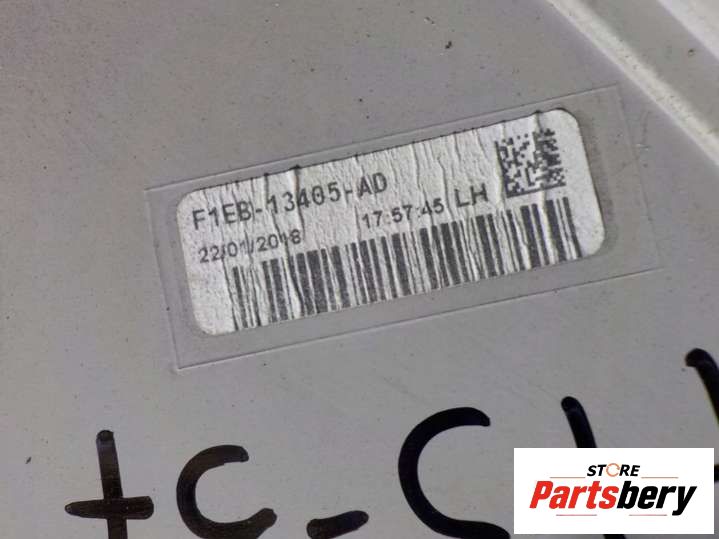 F1EB-13405-AD
22/01/2018 17:57:45 LH
STORE
Partsbery